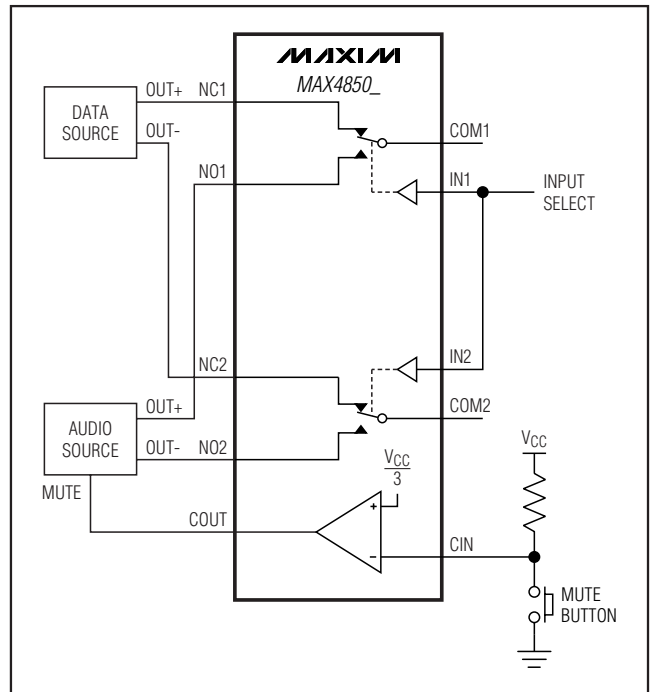 MAXIM
MAX4850_
DATA
SOURCE
OUT+
NC1
OUT-
NO1
COM1
IN1
INPUT
SELECT
NC2
IN2
COM2
AUDIO
SOURCE
OUT+
OUT-
NO2
MUTE
VCC
3
+
-
COUT
CIN
VCC
MUTE
BUTTON